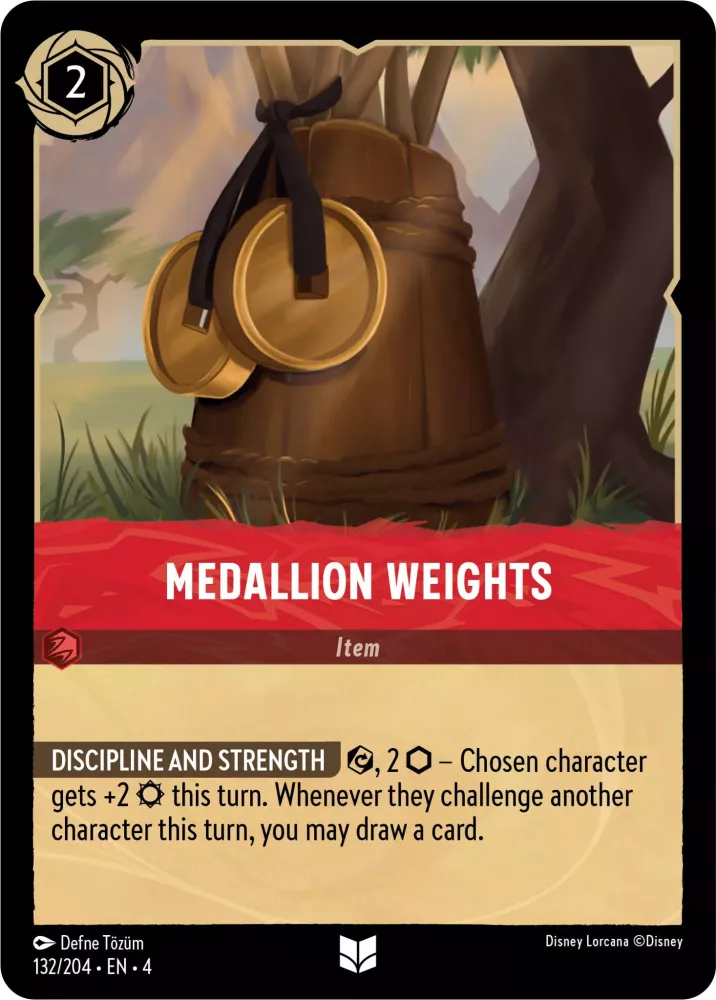 2
MEDALLION WEIGHTS
Item
DISCIPLINE AND STRENGTH , 2 – Chosen character
gets +2 this turn. Whenever they challenge another
character this turn, you may draw a card.
Defne Tözüm
Disney Lorcana ©Disney
132/204 • EN • 4